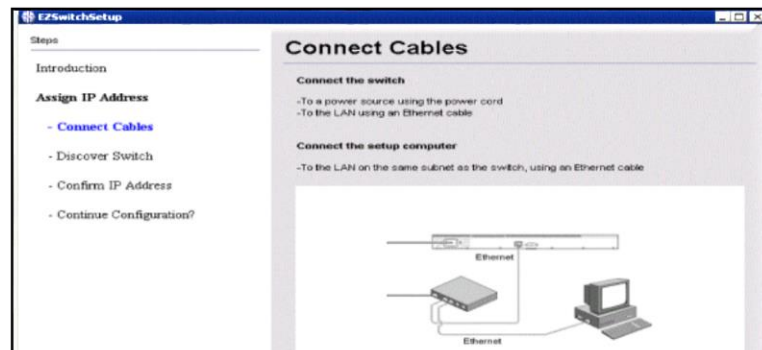 EZSwitchSetup
Steps
Introduction
Assign IP Address
- Connect Cables
- Discover Switch
- Confirm IP Address
- Continue Configuration?
Connect Cables
Connect the switch
-To a power source using the power cord
-To the LAN using an Ethernet cable
Connect the setup computer
-To the LAN on the same subnet as the switch, using an Ethernet cable
Ethernet
Ethernet